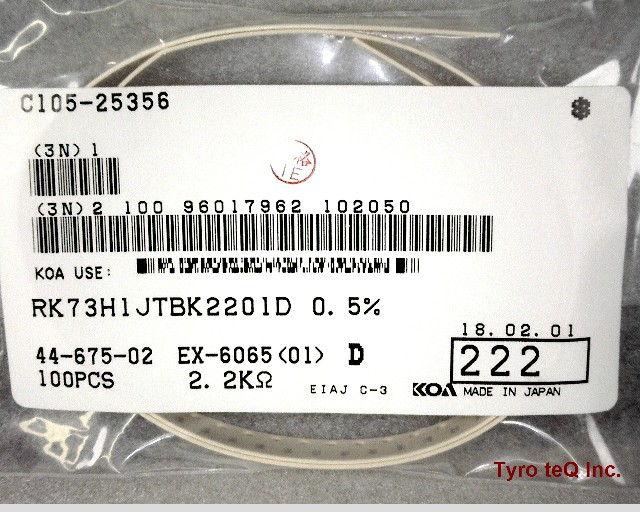 C105-25356
(3N) 1
1E
(3N) 2 100 96017962 102050
KOA USE:
RK73H1JTBK2201D 0.5%
18.02.01
44-675-02 EX-6065<01> D
222
100PCS 2.2KΩ EIAJ C-3 KOA MADE IN JAPAN
Tyro teQ Inc.